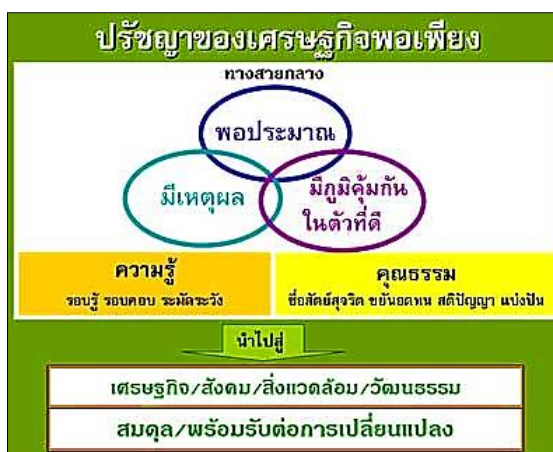 ปรัชญาของเศรษฐกิจพอเพียง
ทางสายกลาง
พอประมาณ
มีเหตุผล
มีภูมิคุ้มกัน
ในตัวที่ดี
ความรู้
รอบรู้ รอบคอบ ระมัดระวัง
คุณธรรม
ซื่อสัตย์สุจริต ขยันอดทน สติปัญญา แบ่งปัน
นำไปสู่
เศรษฐกิจ/สังคม/สิ่งแวดล้อม/วัฒนธรรม
สมดุล/พร้อมรับต่อการเปลี่ยนแปลง